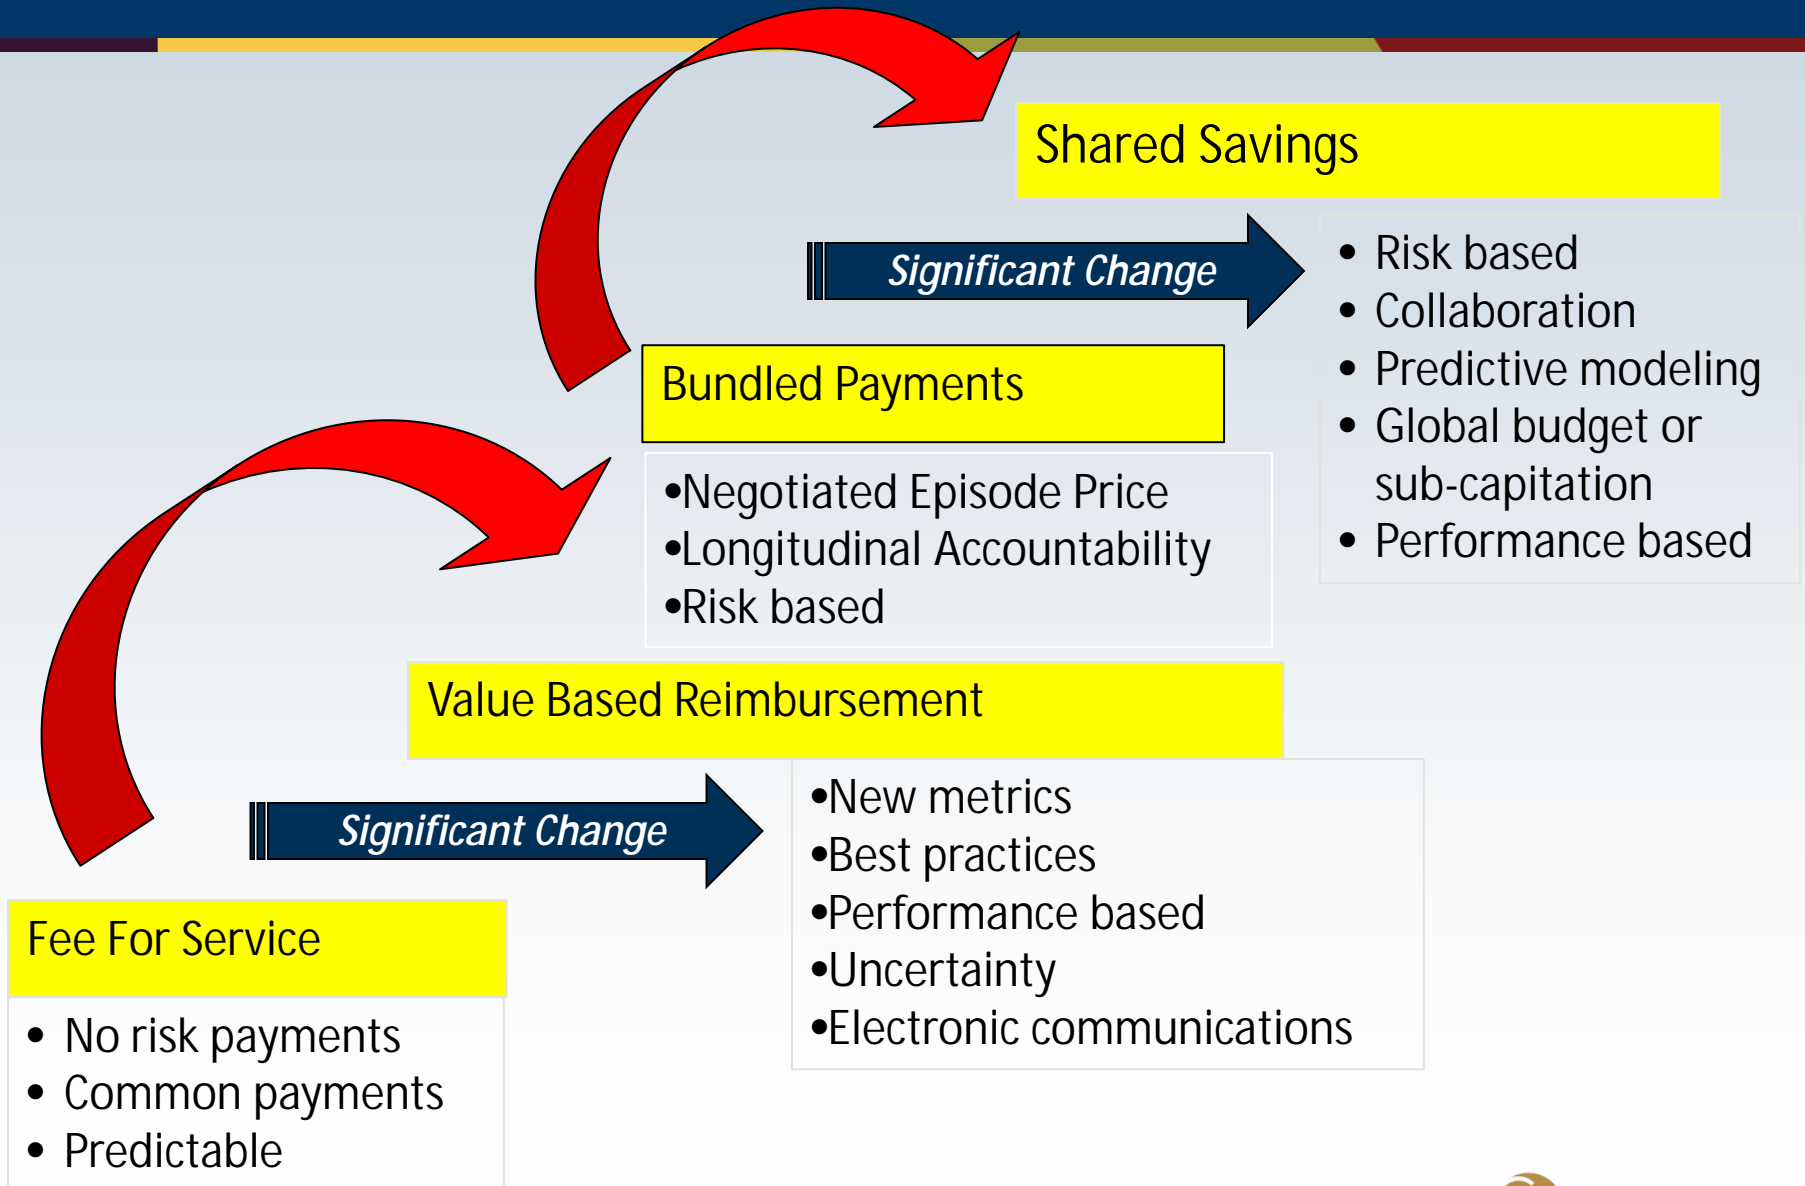 Shared Savings
Significant Change
• Risk based
• Collaboration
• Predictive modeling
• Global budget or
sub-capitation
• Performance based
Bundled Payments
•Negotiated Episode Price
•Longitudinal Accountability
•Risk based
Value Based Reimbursement
Significant Change
•New metrics
•Best practices
•Performance based
•Uncertainty
•Electronic communications
Fee For Service
• No risk payments
• Common payments
• Predictable